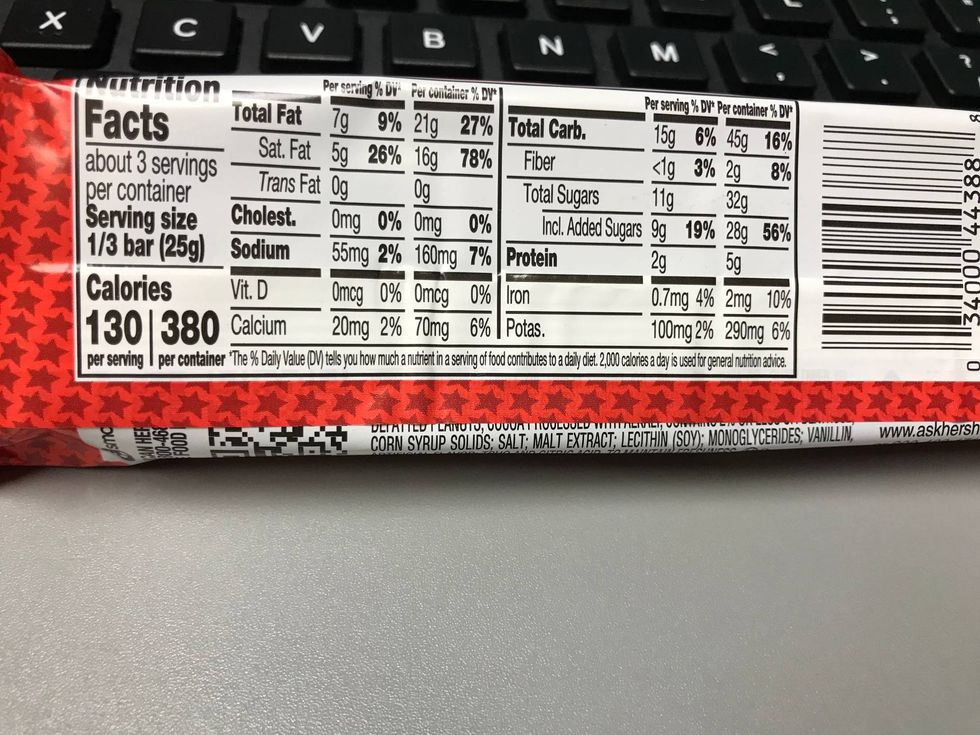 X C V B N M < , > . ?
Nutrition
Facts
about 3 servings
per container
Serving size
1/3 bar (25g)
Calories
130 | 380
per serving | per container
Per serving % DV* Per container % DV*
Total Fat 7g 9% 21g 27%
Sat. Fat 5g 26% 16g 78%
Trans Fat 0g 0g
Cholest. 0mg 0% 0mg 0%
Sodium 55mg 2% 160mg 7%
Vit. D 0mcg 0% 0mcg 0%
Calcium 20mg 2% 70mg 6%
Per serving % DV* Per container % DV*
Total Carb. 15g 6% 45g 16%
Fiber <1g 3% 2g 8%
Total Sugars 11g 32g
Incl. Added Sugars 9g 19% 28g 56%
Protein 2g 5g
Iron 0.7mg 4% 2mg 10%
Potas. 100mg 2% 290mg 6%
*The % Daily Value (DV) tells you how much a nutrient in a serving of food contributes to a daily diet. 2,000 calories a day is used for general nutrition advice.
0 34000 44388 8
CORN SYRUP SOLIDS; SALT; MALT EXTRACT; LECITHIN (SOY); MONOGLYCERIDES; VANILLIN,
www.askhersh